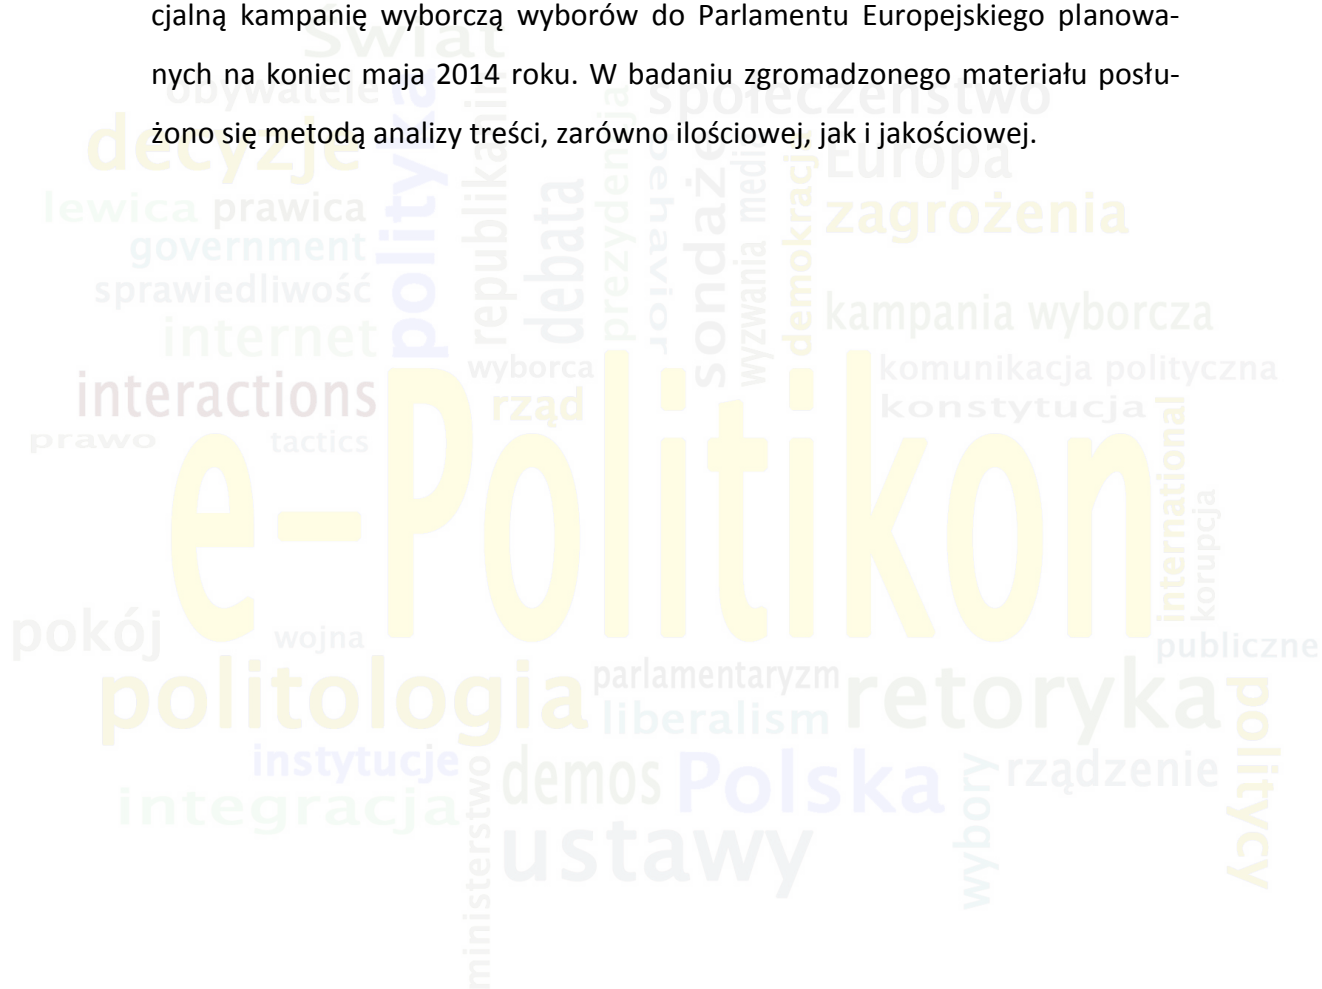 cjalną kampanię wyborczą wyborów do Parlamentu Europejskiego planowa-
nych na koniec maja 2014 roku. W badaniu zgromadzonego materiału posłu-
żono się metodą analizy treści, zarówno ilościowej, jak i jakościowej.
Świat
obywatele
społeczeństwo
decyzje
polityka
republikanin
debata
prezydencja
behavior
sondaże
wyzwania
media
demokracja
Europa
lewica
prawica
zagrożenia
government
sprawiedliwość
internet
kampania wyborcza
wyborca
komunikacja polityczna
interactions
rząd
konstytucja
prawo
tactics
e-Politikon
international
korupcja
pokój
wojna
publiczne
politologia
parlamentaryzm
retoryka
liberalism
politycy
instytucje
demos
Polska
wybory
rządzenie
integracja
ministerstwo
ustawy